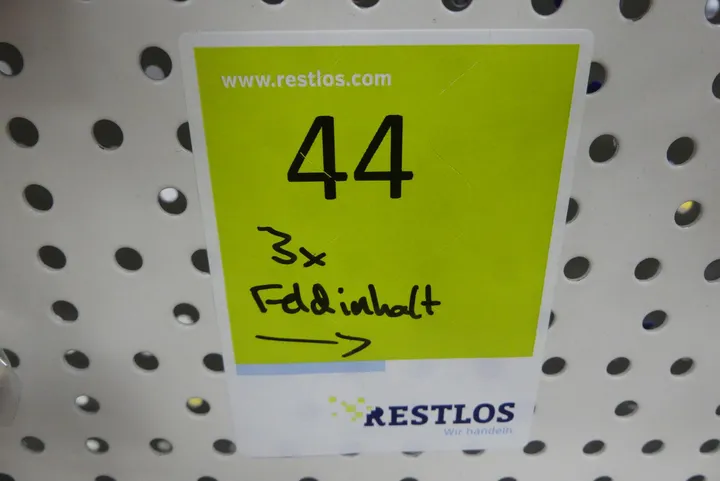 www.restlos.com
44
3x
Feldinhalt
RESTLOS
Wir handeln.